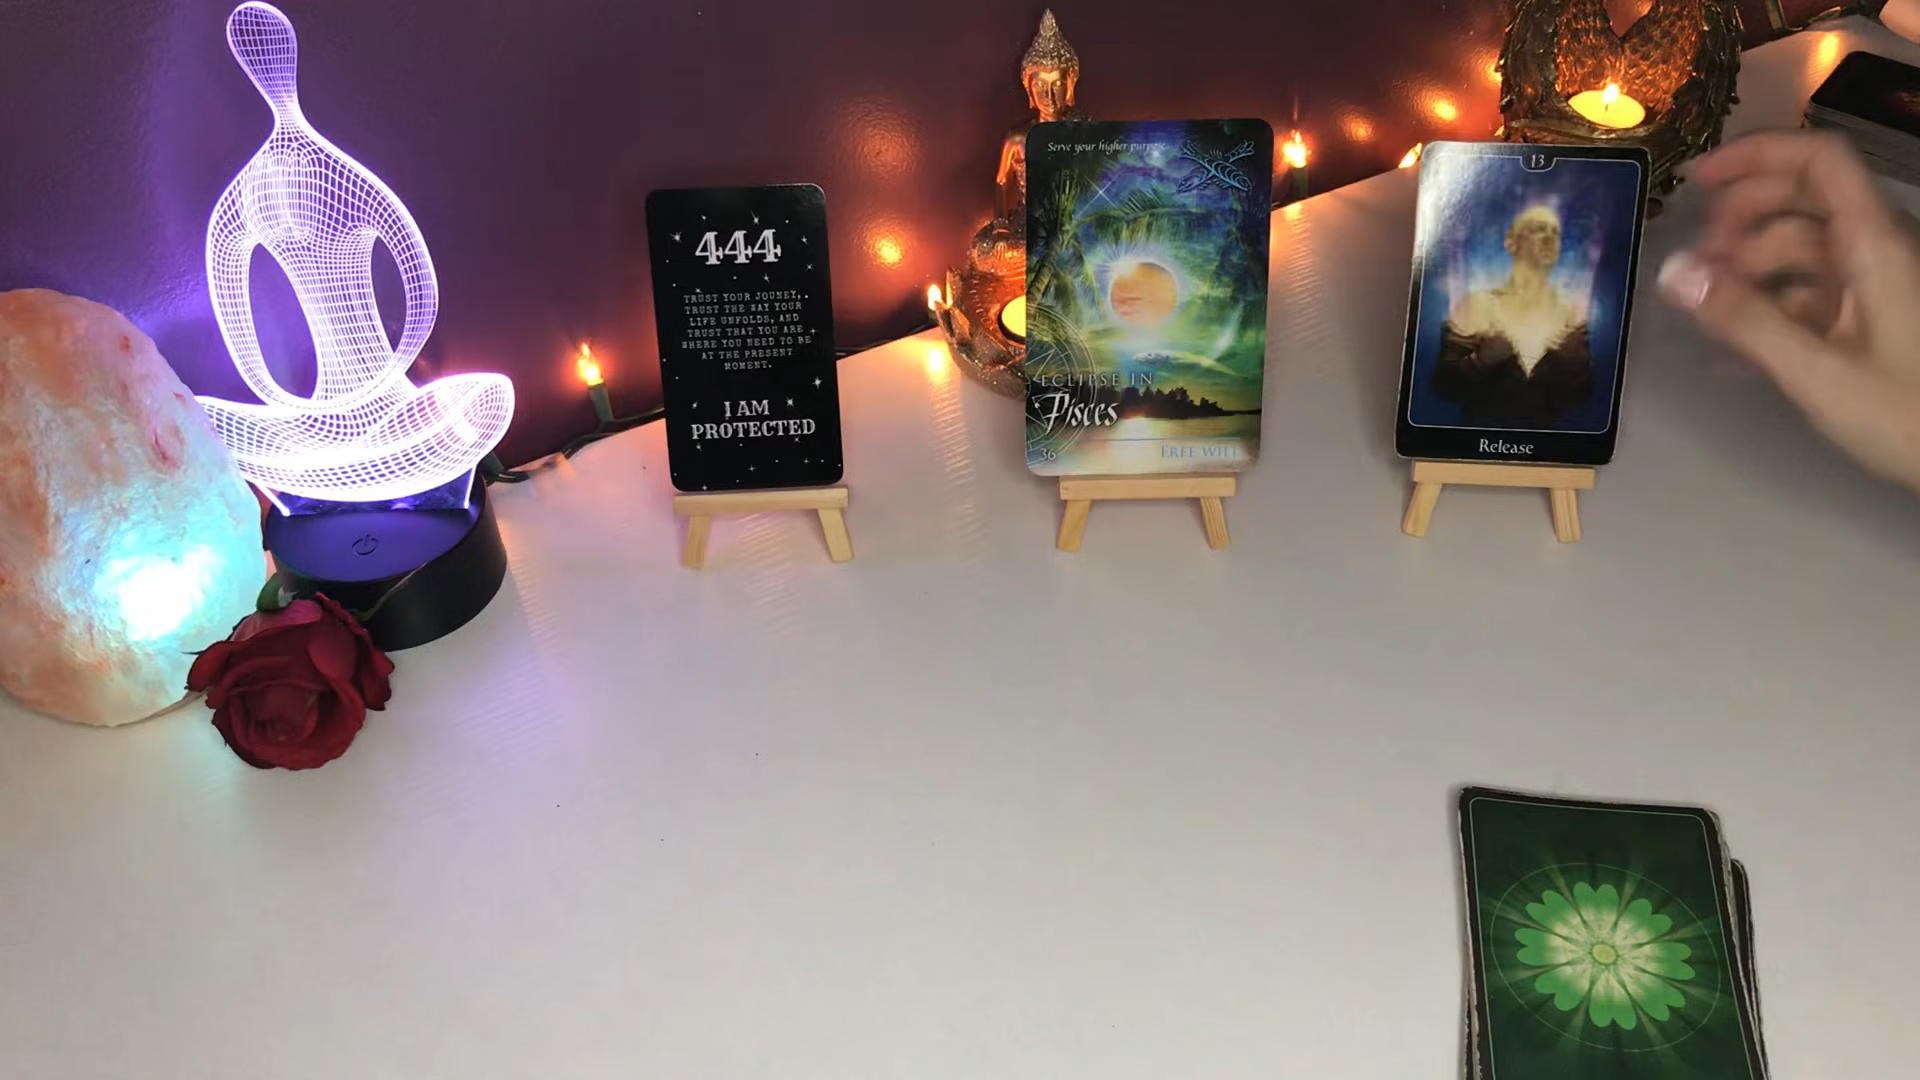 444
TRUST YOUR JOUNEY,
TRUST THE WAY YOUR
LIFE UNFOLDS, AND
TRUST THAT YOU ARE
WHERE YOU NEED TO BE
AT THE PRESENT
MOMENT.
I AM
PROTECTED
Serve your higher purpose
ECLIPSE IN
Pisces
36
FREE WILL
13
Release